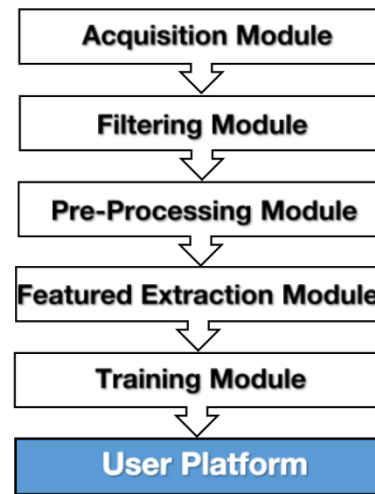 Acquisition Module
Filtering Module
Pre-Processing Module
Featured Extraction Module
Training Module
User Platform